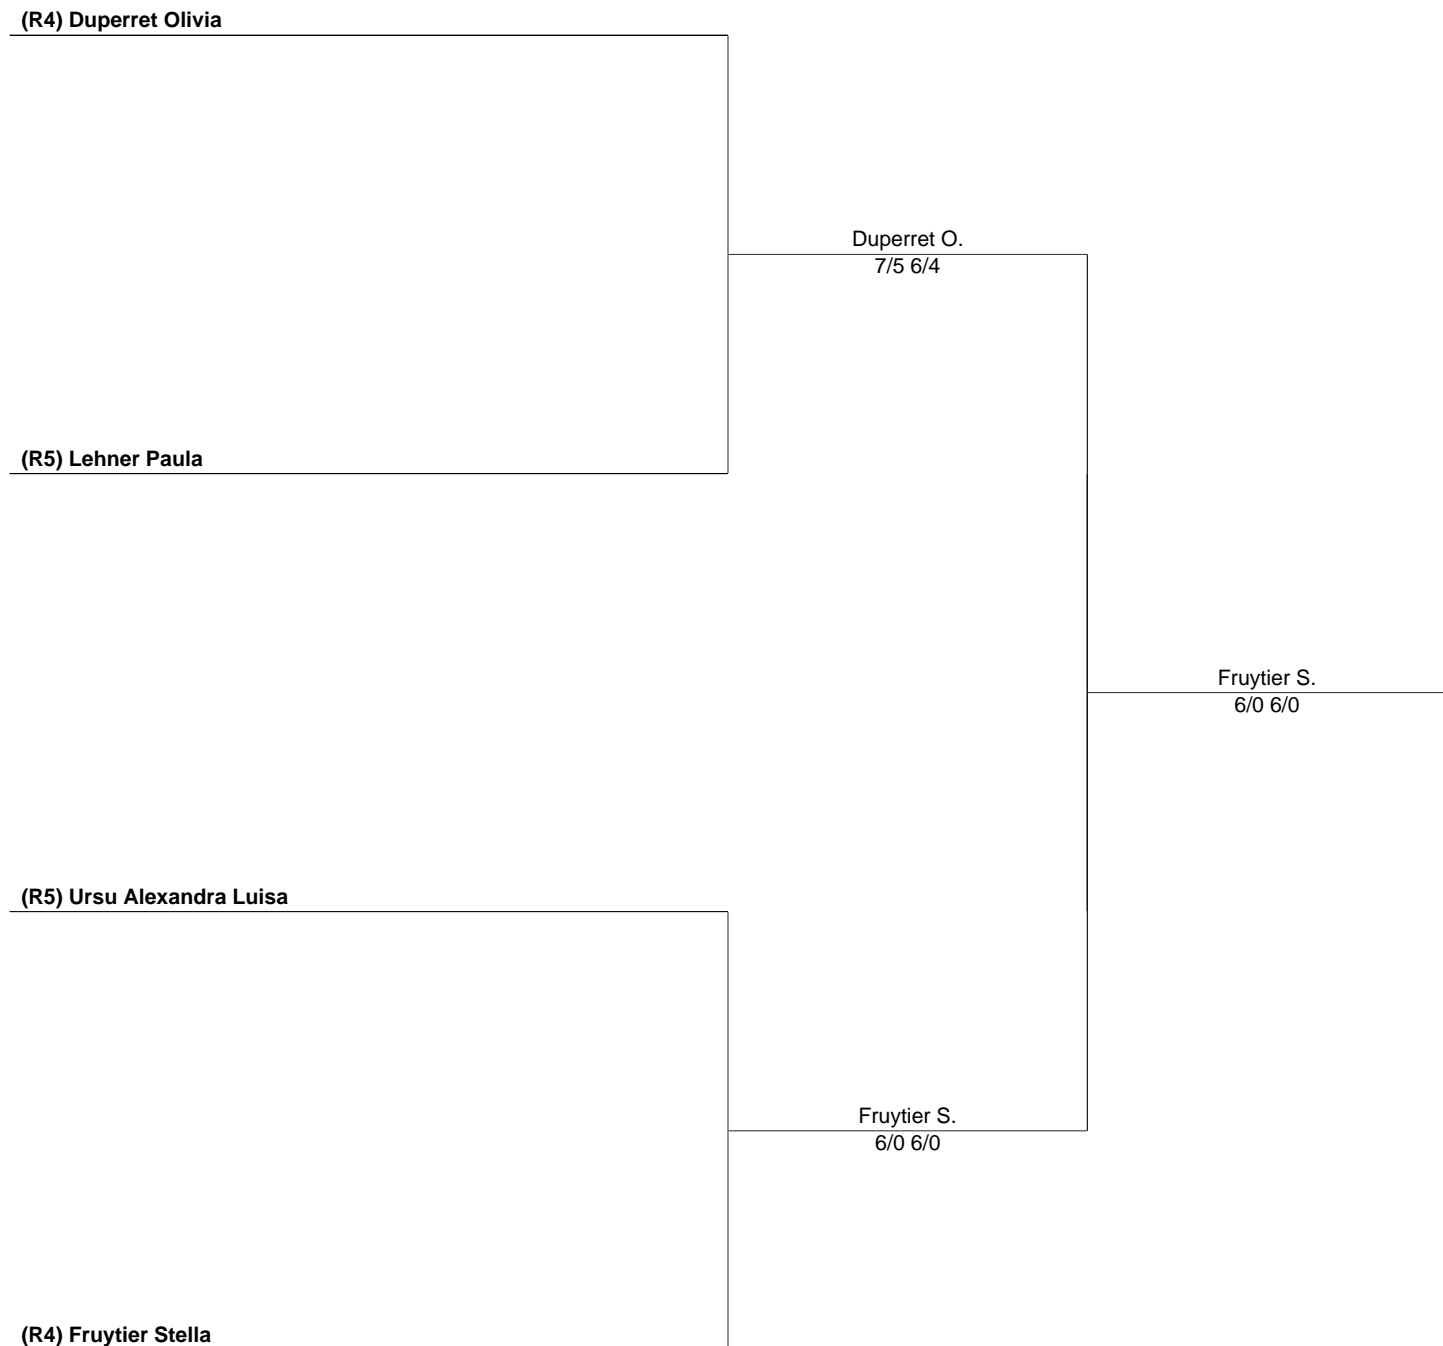 (R4) Duperret Olivia
Duperret O.
7/5 6/4
(R5) Lehner Paula
Fruytier S.
6/0 6/0
(R5) Ursu Alexandra Luisa
Fruytier S.
6/0 6/0
(R4) Fruytier Stella